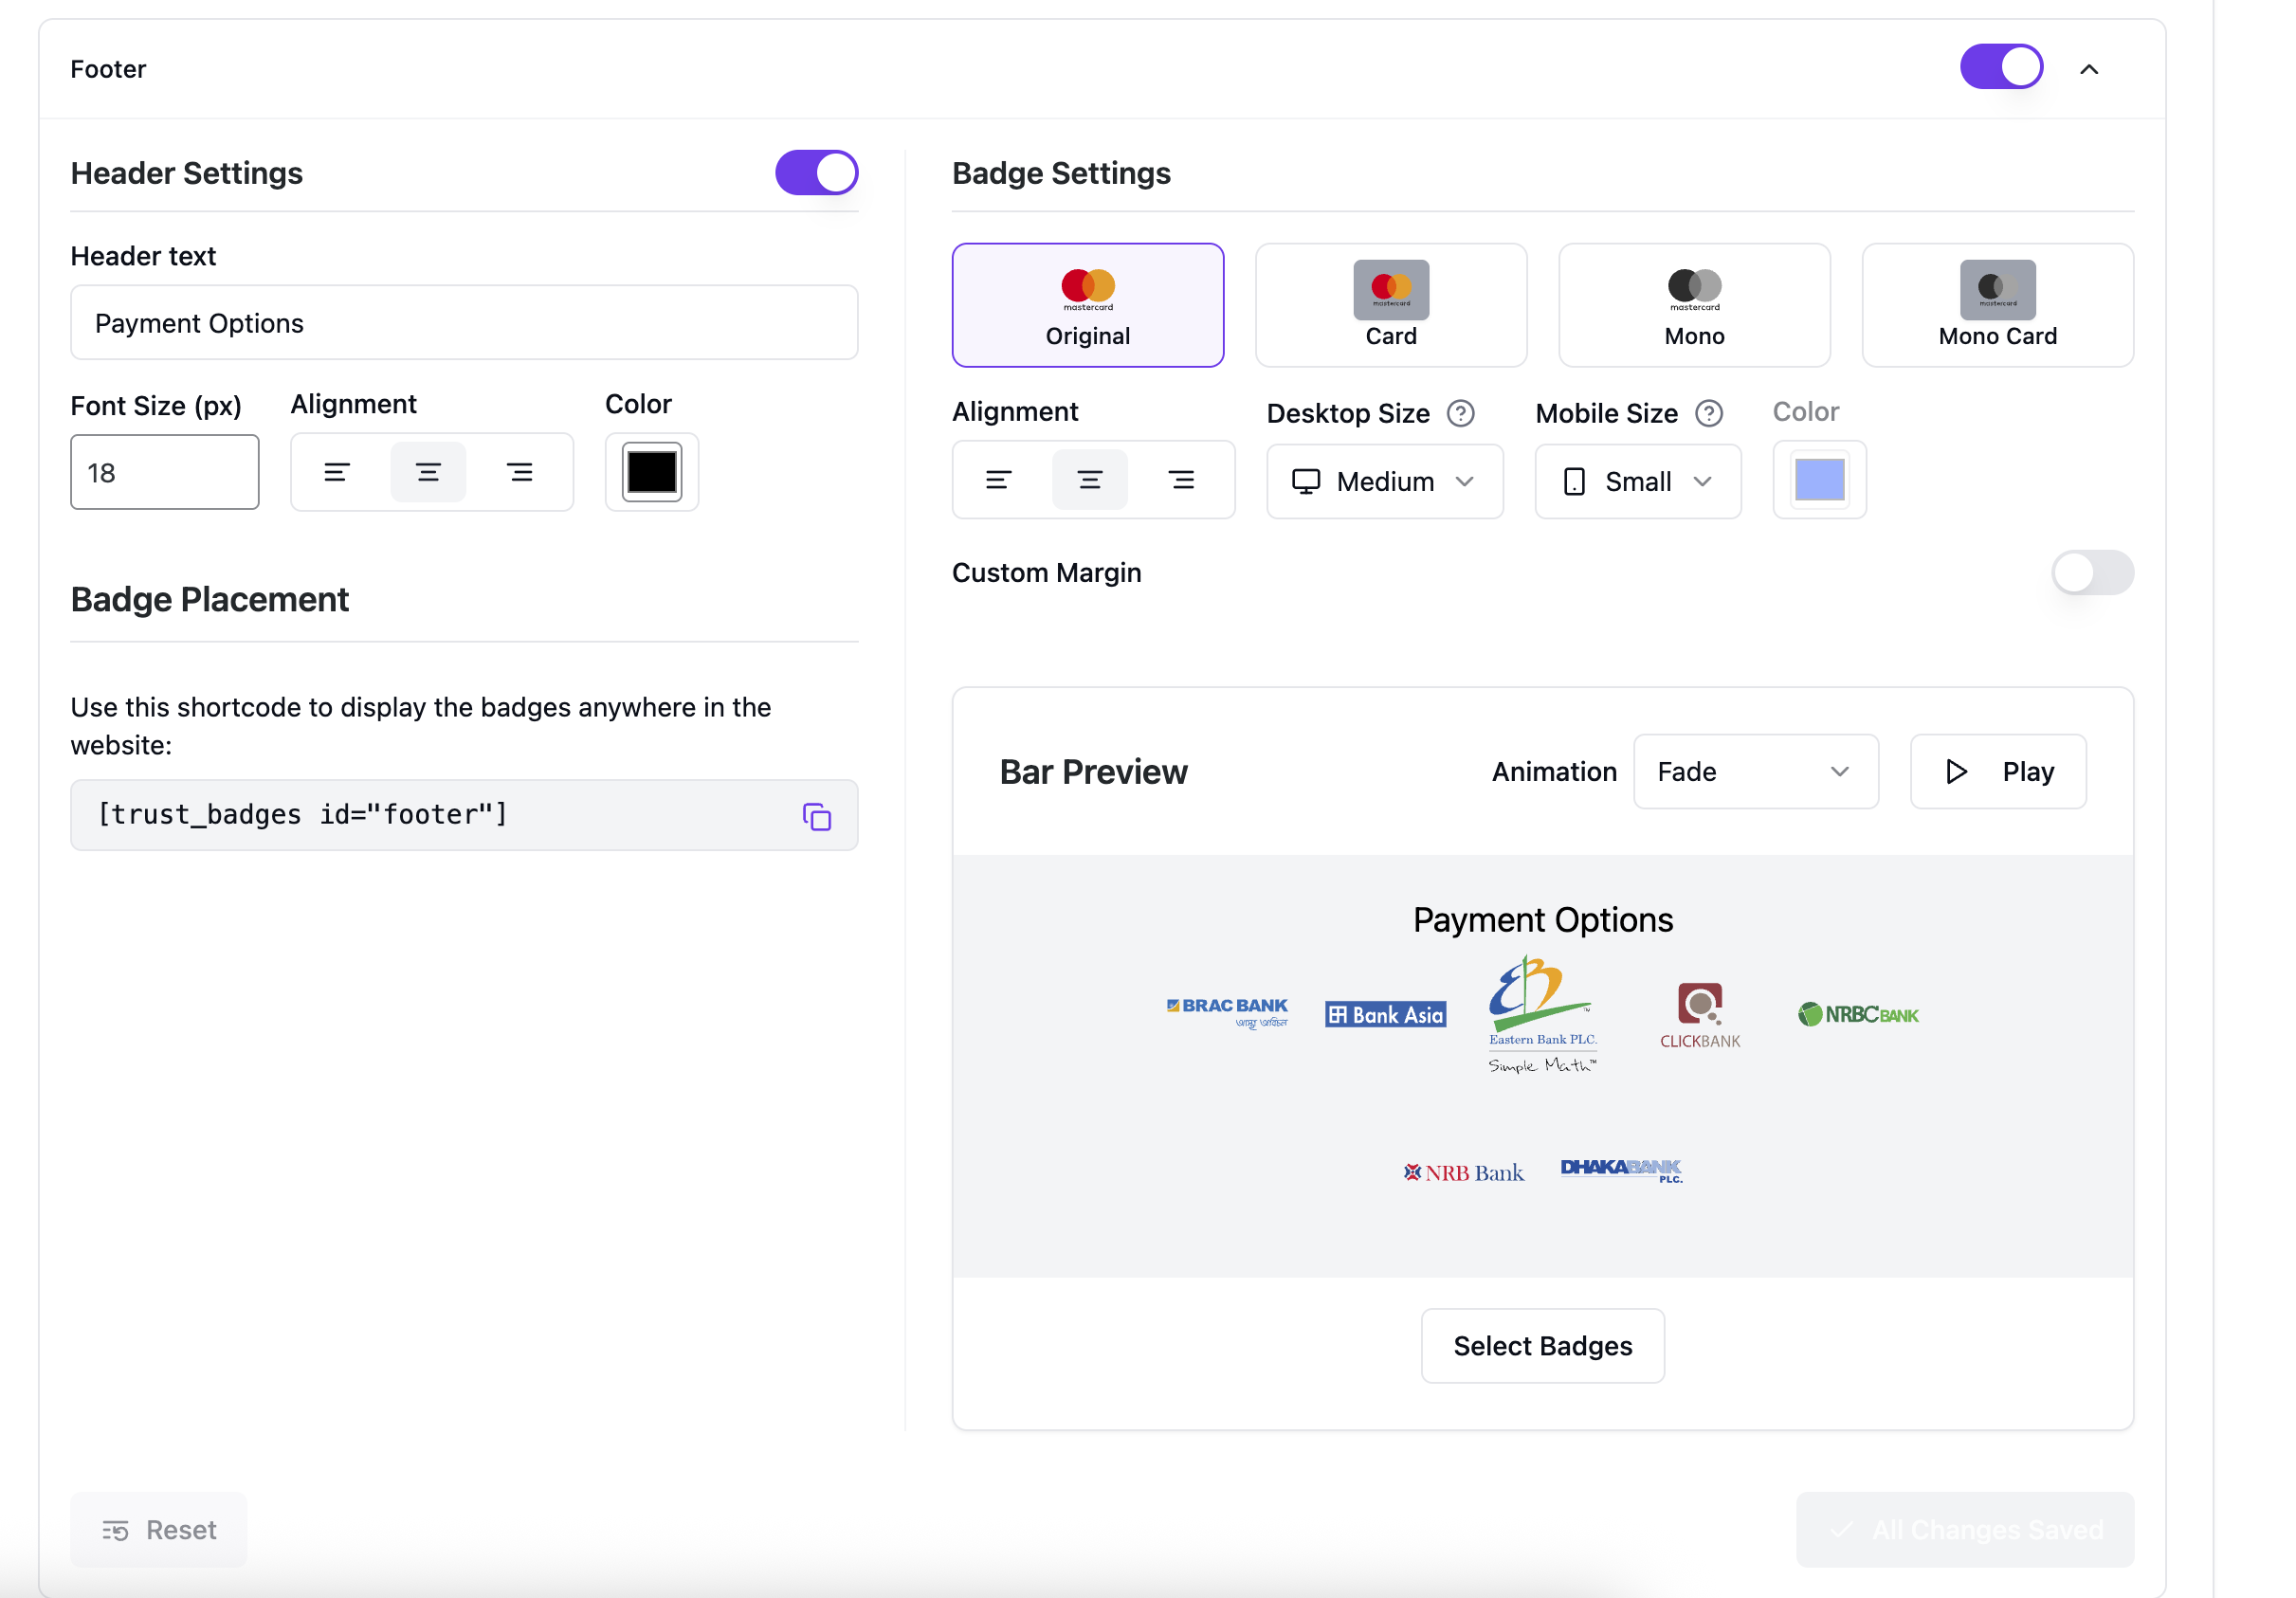 Footer
Header Settings
Header text
Payment Options
Font Size (px)
Alignment
Color
18
Badge Placement
Use this shortcode to display the badges anywhere in the
website:
[trust_badges id="footer"]
Badge Settings
mastercard
Original
mastercard
Card
mastercard
Mono
mastercard
Mono Card
Alignment
Desktop Size
Mobile Size
Color
Medium
Small
Custom Margin
Bar Preview
Animation
Fade
Play
Payment Options
BRAC BANK
Bank Asia
Eastern Bank PLC.
Simple Math™
CLICKBANK
NRBC BANK
NRB Bank
DHAKA BANK
PLC.
Select Badges
Reset
All Changes Saved